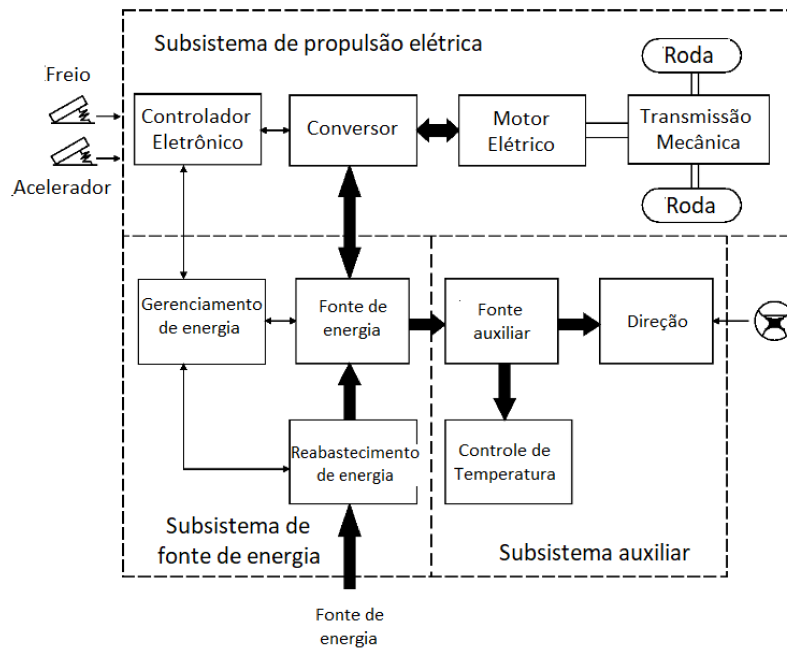 Subsistema de propulsão elétrica
Roda
Freio
Controlador
Eletrônico
Conversor
Motor
Elétrico
Transmissão
Mecânica
Acelerador
Roda
Gerenciamento
de energia
Fonte de
energia
Fonte
auxiliar
Direção
Reabastecimento
de energia
Controle de
Temperatura
Subsistema de
fonte de energia
Subsistema auxiliar
Fonte de
energia